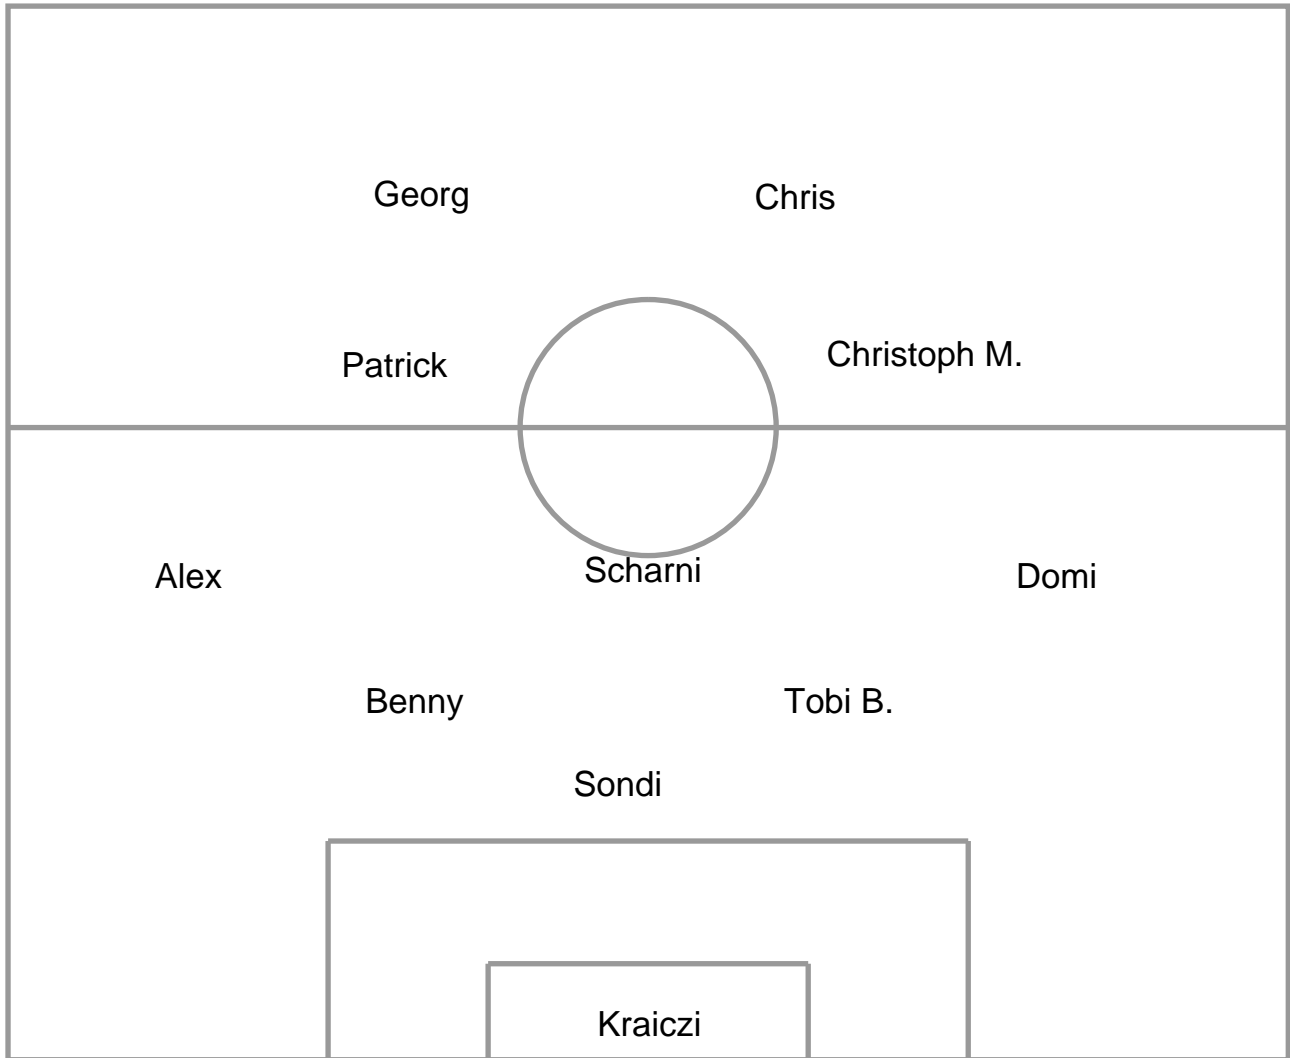 Georg
Chris
Patrick
Christoph M.
Alex
Scharni
Domi
Benny
Tobi B.
Sondi
Kraiczi